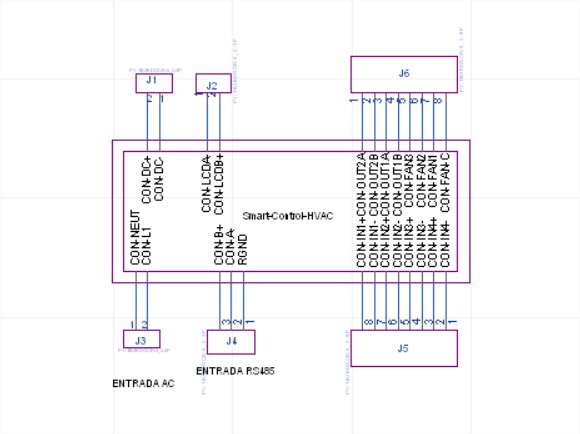 J1
J2
J6
2
1
1
2
1
2
3
4
5
6
7
8
CON-DC+
CON-DC-
CON-LCDA-
CON-LCDB+
CON-OUT2A
CON-OUT2B
CON-OUT1A
CON-OUT1B
CON-FAN3
CON-FAN2
CON-FAN1
CON-FAN-C
Smart-Control-HVAC
CON-NEUT
CON-L1
CON-B+
CON-A-
RGND
CON-IN1+
CON-IN1-
CON-IN2+
CON-IN2-
CON-IN3+
CON-IN3-
CON-IN4+
CON-IN4-
1
2
3
2
1
8
7
6
5
4
3
2
1
J3
J4
J5
ENTRADA AC
ENTRADA RS485